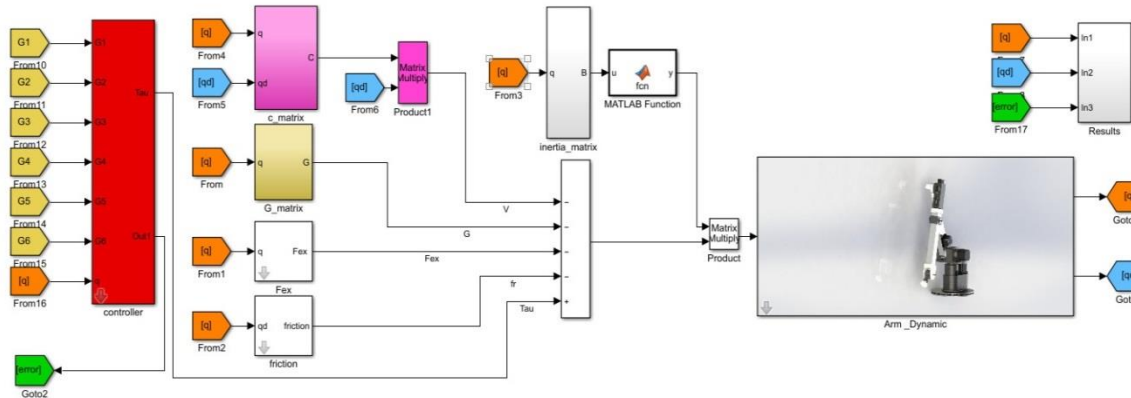 G1
From10
G2
From11
G3
From12
G4
From13
G5
From14
G6
From15
[q]
From16
G1
G2
G3
G4
G5
G6
q
Tau
Out1
controller
[error]
Goto2
[q]
From4
[qd]
From5
q
qd
C
c_matrix
[qd]
From6
Matrix
Multiply
Product1
[q]
From
q
G
G_matrix
[q]
From1
q
Fex
Fex
[q]
From2
qd
friction
friction
V
G
Fex
fr
Tau
[q]
From3
q
B
inertia_matrix
u
fcn
y
MATLAB Function
Matrix
Multiply
Product
Arm _Dynamic
[q]
[qd]
[error]
From17
In1
In2
In3
Results